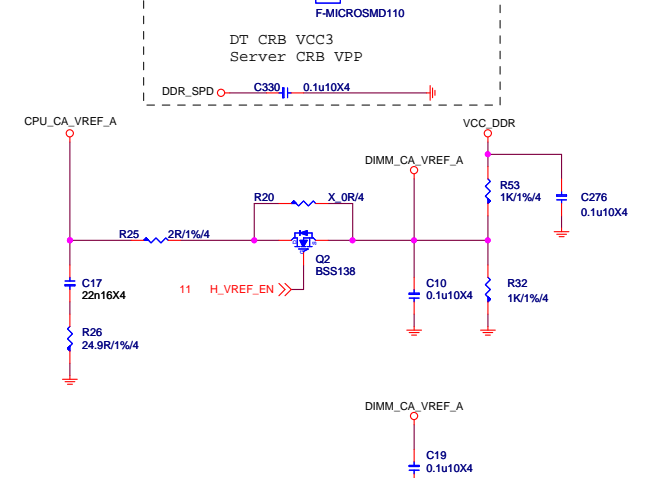 F-MICROSMD110
DT CRB VCC3
Server CRB VPP
DDR_SPD
C330
0.1u10X4
CPU_CA_VREF_A
VCC_DDR
DIMM_CA_VREF_A
R20
X_0R/4
R53
1K/1%/4
C276
0.1u10X4
R25
2R/1%/4
Q2
BSS138
C17
22n16X4
11
H_VREF_EN
C10
0.1u10X4
R32
1K/1%/4
R26
24.9R/1%/4
DIMM_CA_VREF_A
C19
0.1u10X4